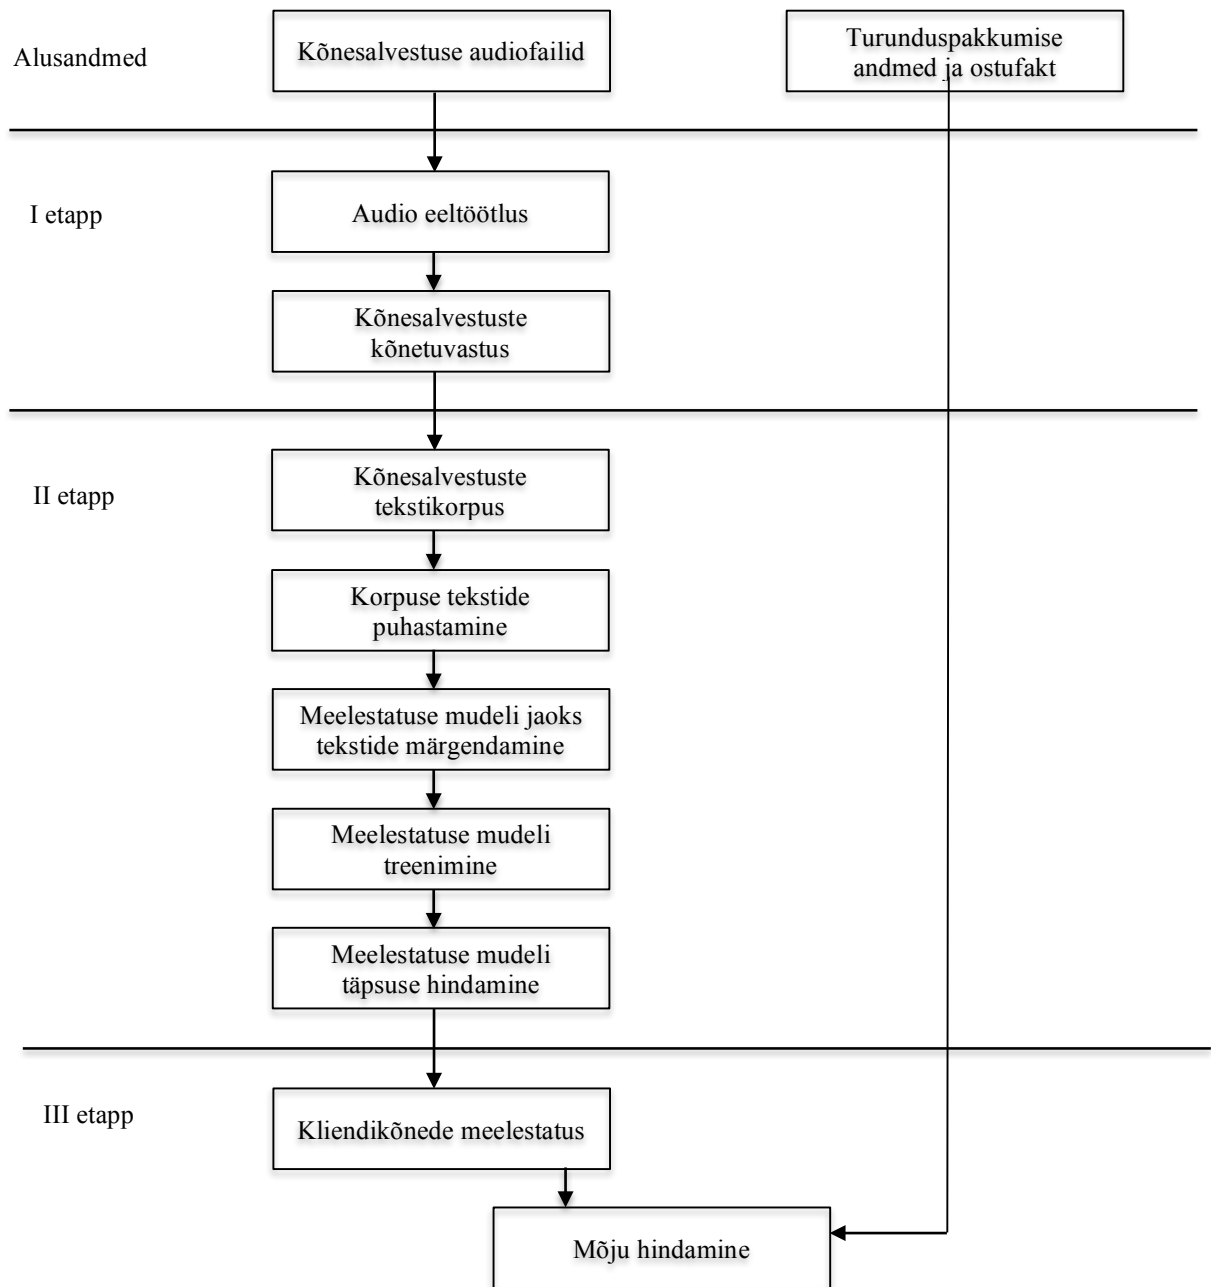 Alusandmed
Kõnesalvestuse audiofailid
Turunduspakkumise
andmed ja ostufakt
I etapp
Audio eeltöötlus
Kõnesalvestuste
kõnetuvastus
II etapp
Kõnesalvestuste
tekstikorpus
Korpuse tekstide
puhastamine
Meelestatuse mudeli jaoks
tekstide märgendamine
Meelestatuse mudeli
treenimine
Meelestatuse mudeli
täpsuse hindamine
III etapp
Kliendikõnede meelestatus
Mõju hindamine